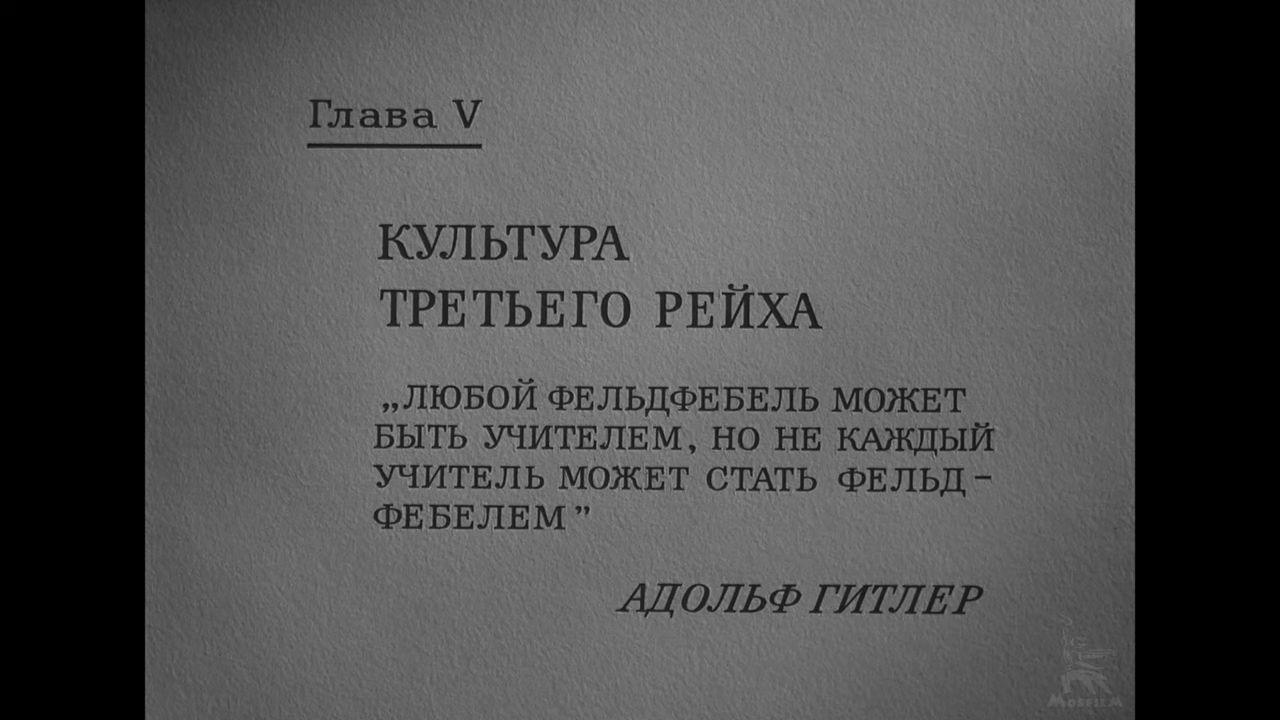 Глава V
КУЛЬТУРА
ТРЕТЬЕГО РЕЙХА
„ЛЮБОЙ ФЕЛЬДФЕБЕЛЬ МОЖЕТ
БЫТЬ УЧИТЕЛЕМ, НО НЕ КАЖДЫЙ
УЧИТЕЛЬ МОЖЕТ СТАТЬ ФЕЛЬД-
ФЕБЕЛЕМ”
АДОЛЬФ ГИТЛЕР
MOSFILM